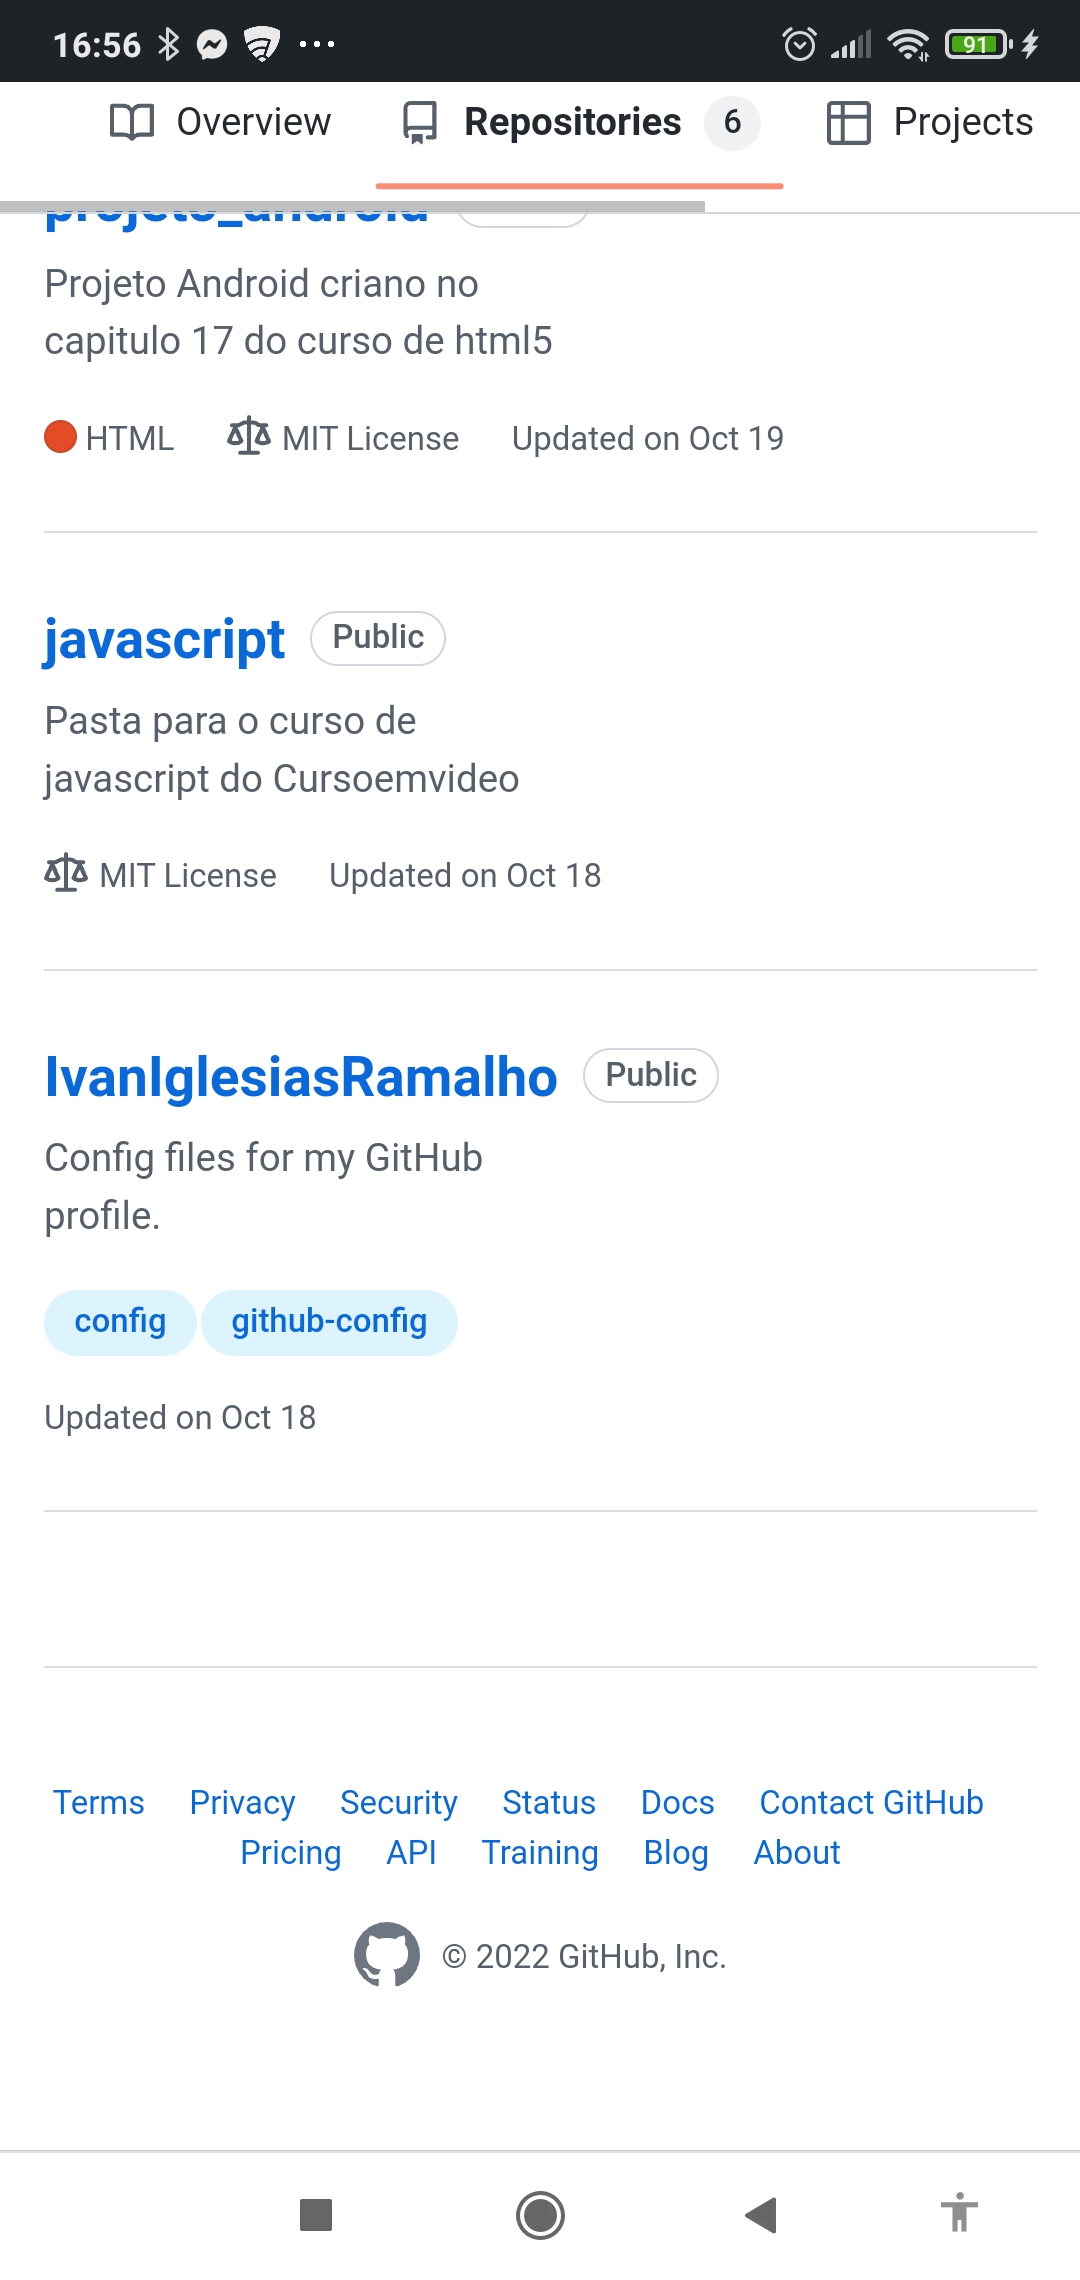 16:56
91
Overview
Repositories 6
Projects
projeto_android
Projeto Android criano no
capitulo 17 do curso de html5
HTML MIT License Updated on Oct 19
javascript Public
Pasta para o curso de
javascript do Cursoemvideo
MIT License Updated on Oct 18
IvanIglesiasRamalho Public
Config files for my GitHub
profile.
config github-config
Updated on Oct 18
Terms Privacy Security Status Docs Contact GitHub
Pricing API Training Blog About
© 2022 GitHub, Inc.